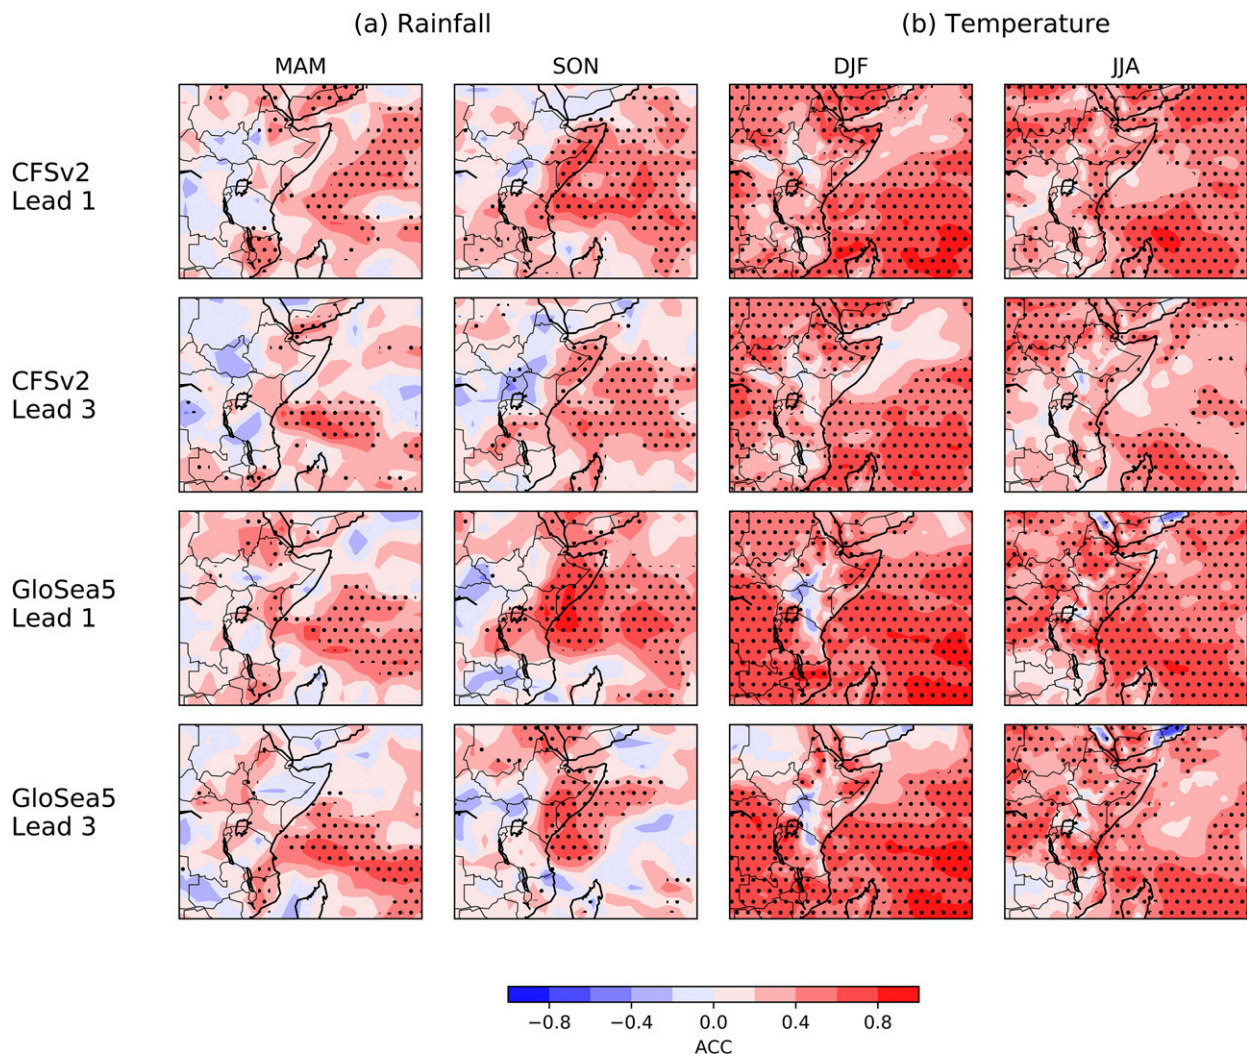 (a) Rainfall
(b) Temperature
MAM
SON
DJF
JJA
CFSv2
Lead 1
CFSv2
Lead 3
GloSea5
Lead 1
GloSea5
Lead 3
−0.8 −0.4 0.0 0.4 0.8
ACC